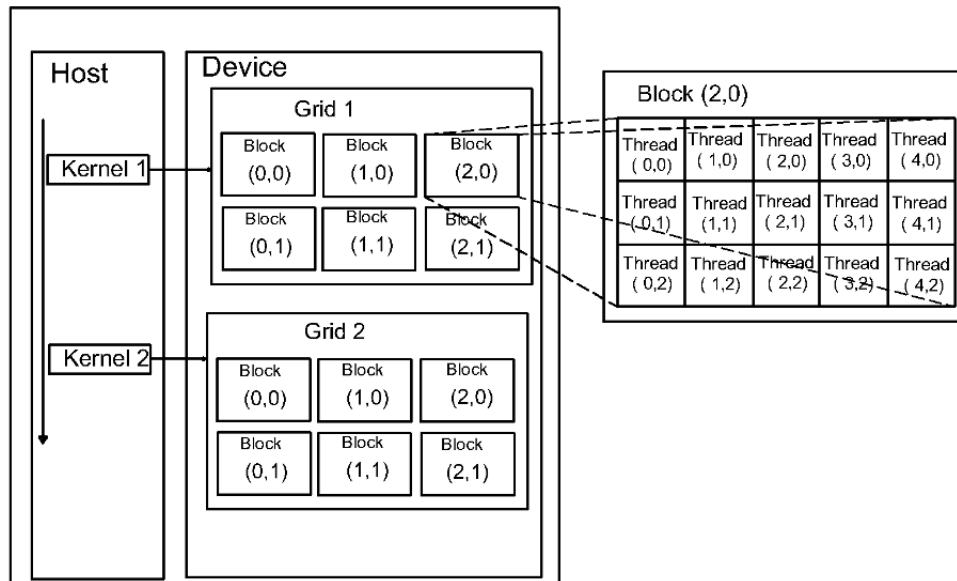 Host
Device
Grid 1
Kernel 1
Block Block Block
(0,0) (1,0) (2,0)
Block Block Block
(0,1) (1,1) (2,1)
Grid 2
Kernel 2
Block Block Block
(0,0) (1,0) (2,0)
Block Block Block
(0,1) (1,1) (2,1)
Block (2,0)
Thread Thread Thread Thread Thread
( 0,0) ( 1,0) ( 2,0) ( 3,0) ( 4,0)
Thread Thread Thread Thread Thread
( 0,1) (1,1) ( 2,1) ( 3,1) ( 4,1)
Thread Thread Thread Thread Thread
( 0,2) ( 1,2) ( 2,2) ( 3,2) ( 4,2)